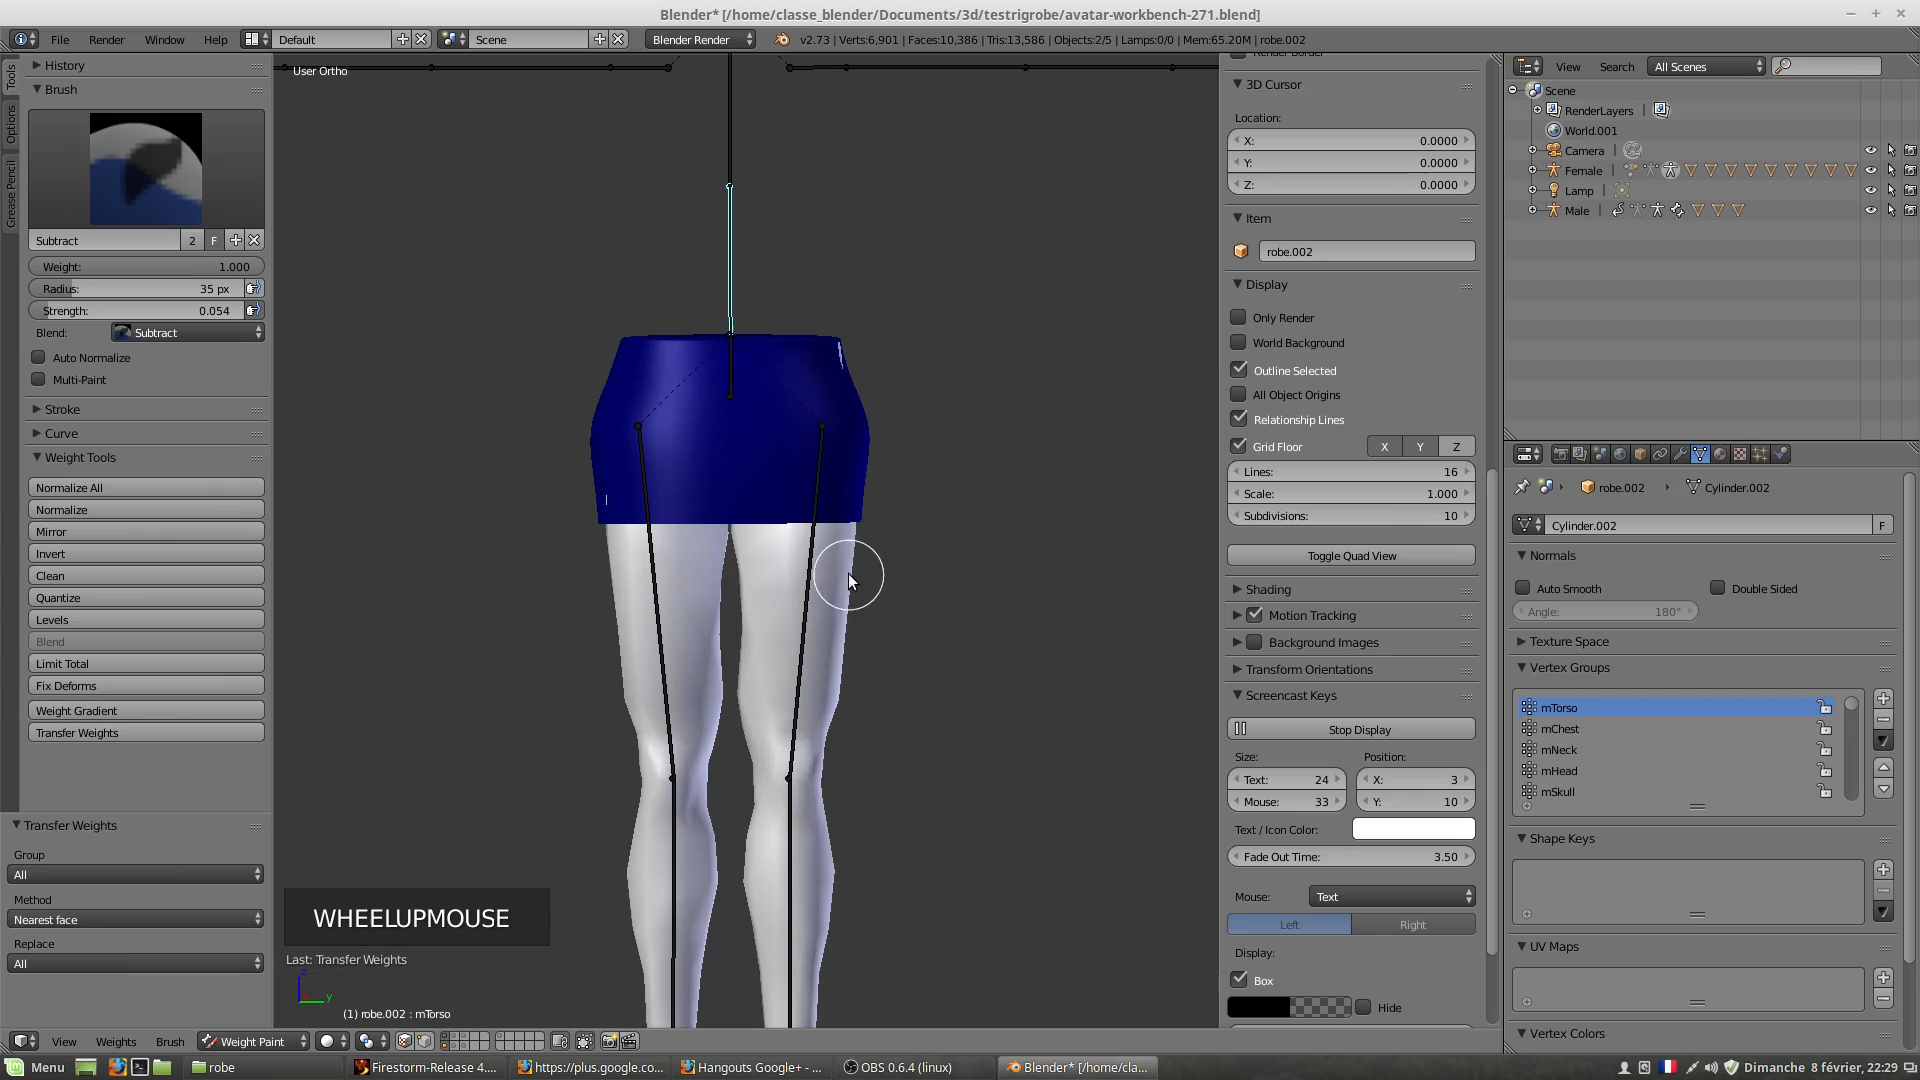 Blender* [/home/classe_blender/Documents/3d/testrigrobe/avatar-workbench-271.blend]
File Render Window Help Default Scene Blender Render v2.73 | Verts:6,901 | Faces:10,386 | Tris:13,586 | Objects:2/5 | Lamps:0/0 | Mem:65.20M | robe.002
Tools
Options
Grease Pencil
History
Brush
Subtract 2 F
Weight: 1.000
Radius: 35 px
Strength: 0.054
Blend: Subtract
Auto Normalize
Multi-Paint
Stroke
Curve
Weight Tools
Normalize All
Normalize
Mirror
Invert
Clean
Quantize
Levels
Blend
Limit Total
Fix Deforms
Weight Gradient
Transfer Weights
Transfer Weights
Group
All
Method
Nearest face
Replace
All
User Ortho
WHEELUPMOUSE
Last: Transfer Weights
z
y
(1) robe.002 : mTorso
View Weights Brush Weight Paint
Render Border
3D Cursor
Location:
X: 0.0000
Y: 0.0000
Z: 0.0000
Item
robe.002
Display
Only Render
World Background
Outline Selected
All Object Origins
Relationship Lines
Grid Floor X Y Z
Lines: 16
Scale: 1.000
Subdivisions: 10
Toggle Quad View
Shading
Motion Tracking
Background Images
Transform Orientations
Screencast Keys
Stop Display
Size: Position:
Text: 24 X: 3
Mouse: 33 Y: 10
Text / Icon Color:
Fade Out Time: 3.50
Mouse: Text
Left Right
Display:
Box
Hide
View Search All Scenes
Scene
RenderLayers
World.001
Camera
Female
Lamp
Male
robe.002 Cylinder.002
Cylinder.002 F
Normals
Auto Smooth Double Sided
Angle: 180°
Texture Space
Vertex Groups
mTorso
mChest
mNeck
mHead
mSkull
Shape Keys
UV Maps
Vertex Colors
Menu robe Firestorm-Release 4.... https://plus.google.co... Hangouts Google+ - ... OBS 0.6.4 (linux) Blender* [/home/cla... Dimanche 8 février, 22:29